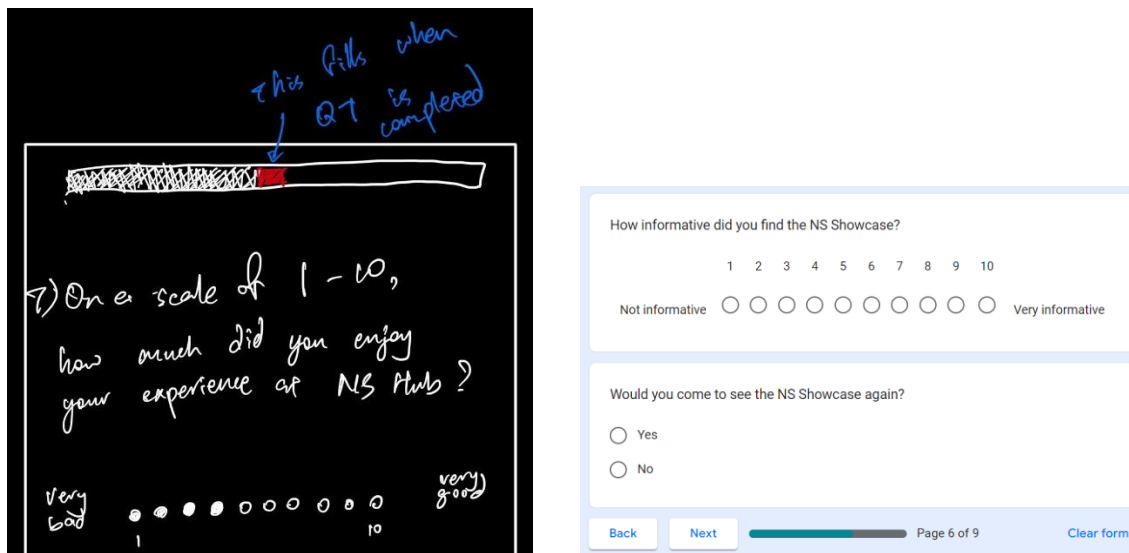 This fills when
Q7 is
completed
7) On a scale of 1-10,
how much did you enjoy
your experience at NS Hub?
very
bad
very
good
1
10
How informative did you find the NS Showcase?
1 2 3 4 5 6 7 8 9 10
Not informative
Very informative
Would you come to see the NS Showcase again?
Yes
No
Back
Next
Page 6 of 9
Clear form